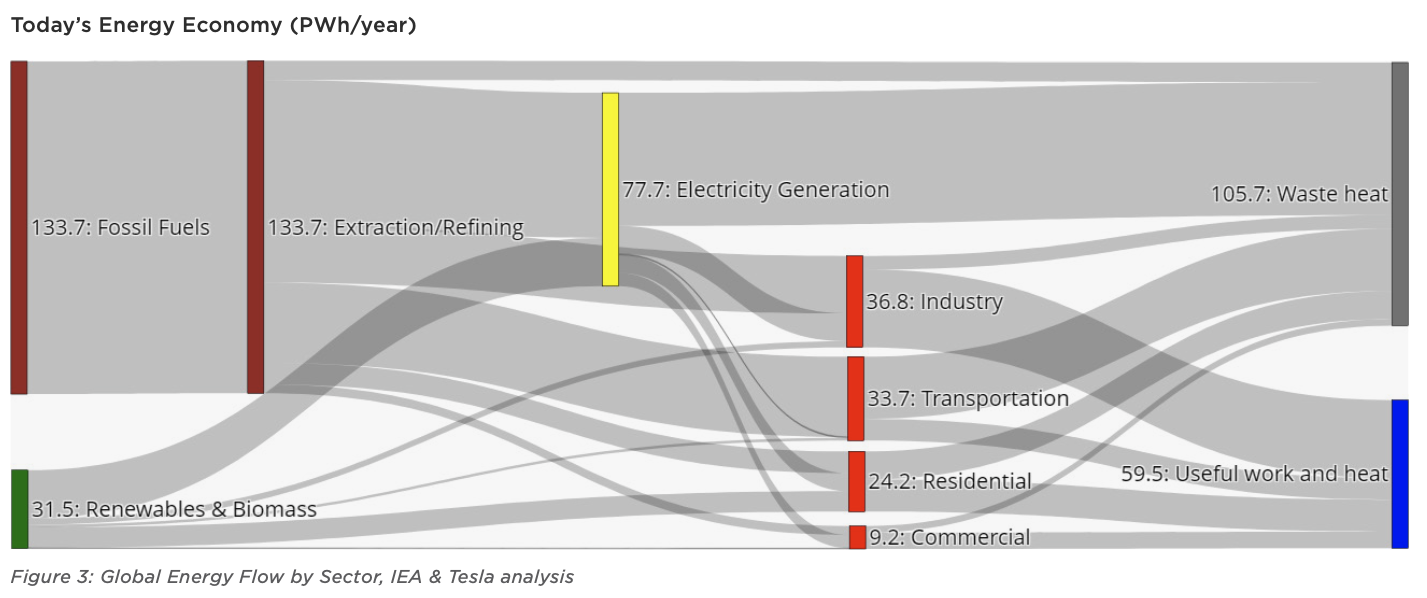 Today’s Energy Economy (PWh/year)
77.7: Electricity Generation
105.7: Waste heat
133.7: Fossil Fuels
133.7: Extraction/Refining
36.8: Industry
33.7: Transportation
59.5: Useful work and heat
24.2: Residential
31.5: Renewables & Biomass
9.2: Commercial
Figure 3: Global Energy Flow by Sector, IEA & Tesla analysis